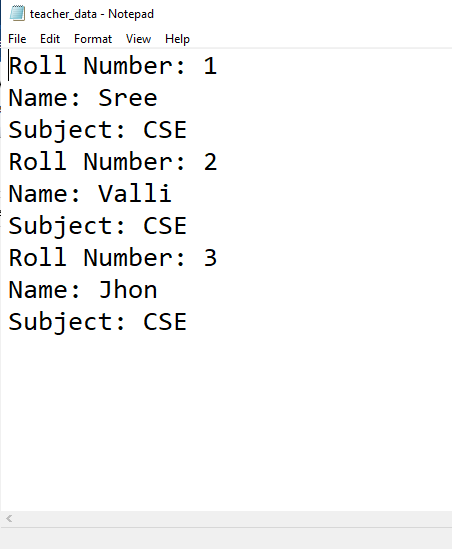 teacher_data - Notepad
File Edit Format View Help
Roll Number: 1
Name: Sree
Subject: CSE
Roll Number: 2
Name: Valli
Subject: CSE
Roll Number: 3
Name: Jhon
Subject: CSE